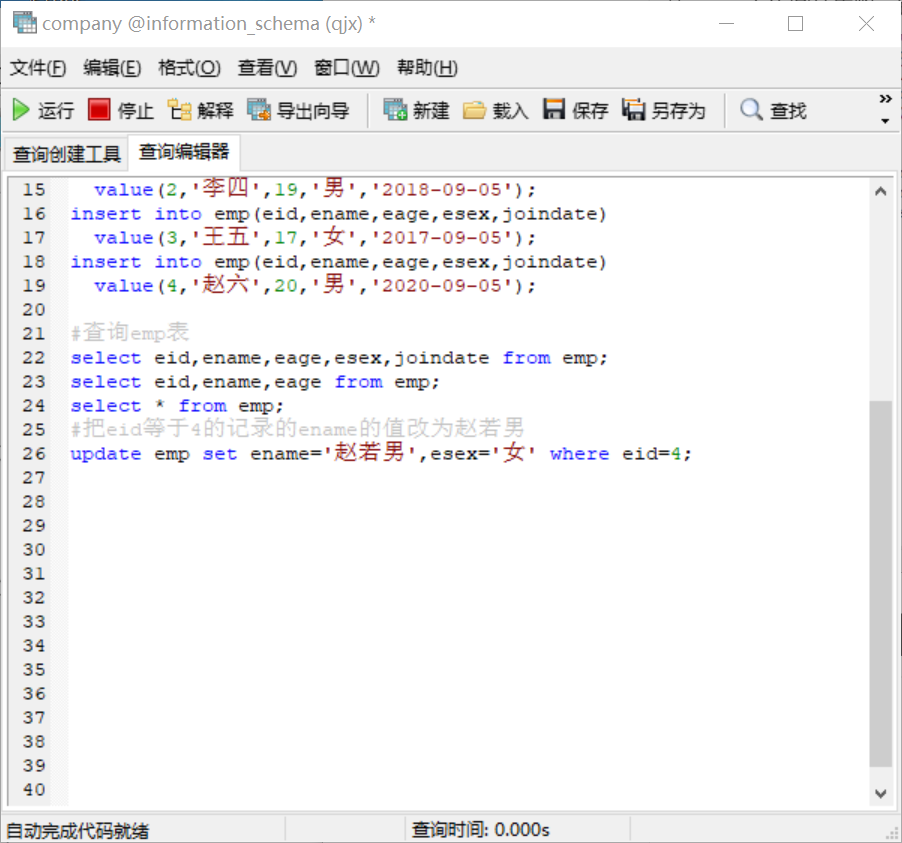 company @information_schema (qjx) *
文件(F) 编辑(E) 格式(O) 查看(V) 窗口(W) 帮助(H)
运行 停止 解释 导出向导 新建 载入 保存 另存为 查找 »
查询创建工具 查询编辑器
15 value(2,'李四',19,'男','2018-09-05');
16 insert into emp(eid,ename,eage,esex,joindate)
17 value(3,'王五',17,'女','2017-09-05');
18 insert into emp(eid,ename,eage,esex,joindate)
19 value(4,'赵六',20,'男','2020-09-05');
20
21 #查询emp表
22 select eid,ename,eage,esex,joindate from emp;
23 select eid,ename,eage from emp;
24 select * from emp;
25 #把eid等于4的记录的ename的值改为赵若男
26 update emp set ename='赵若男',esex='女' where eid=4;
27
28
29
30
31
32
33
34
35
36
37
38
39
40
自动完成代码就绪 查询时间: 0.000s